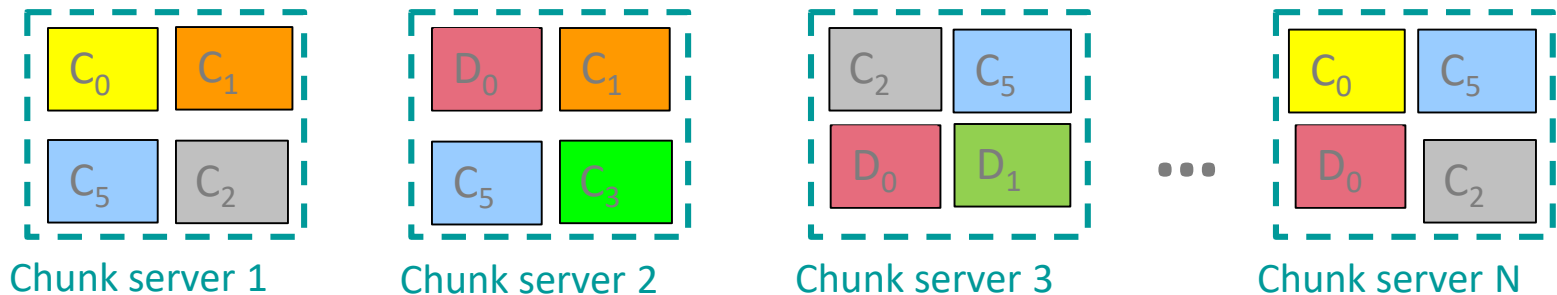 C₀ C₁ D₀ C₁ C₂ C₅ C₀ C₅
C₅ C₂ C₅ C₃ D₀ D₁ ... D₀ C₂
Chunk server 1 Chunk server 2 Chunk server 3 Chunk server N